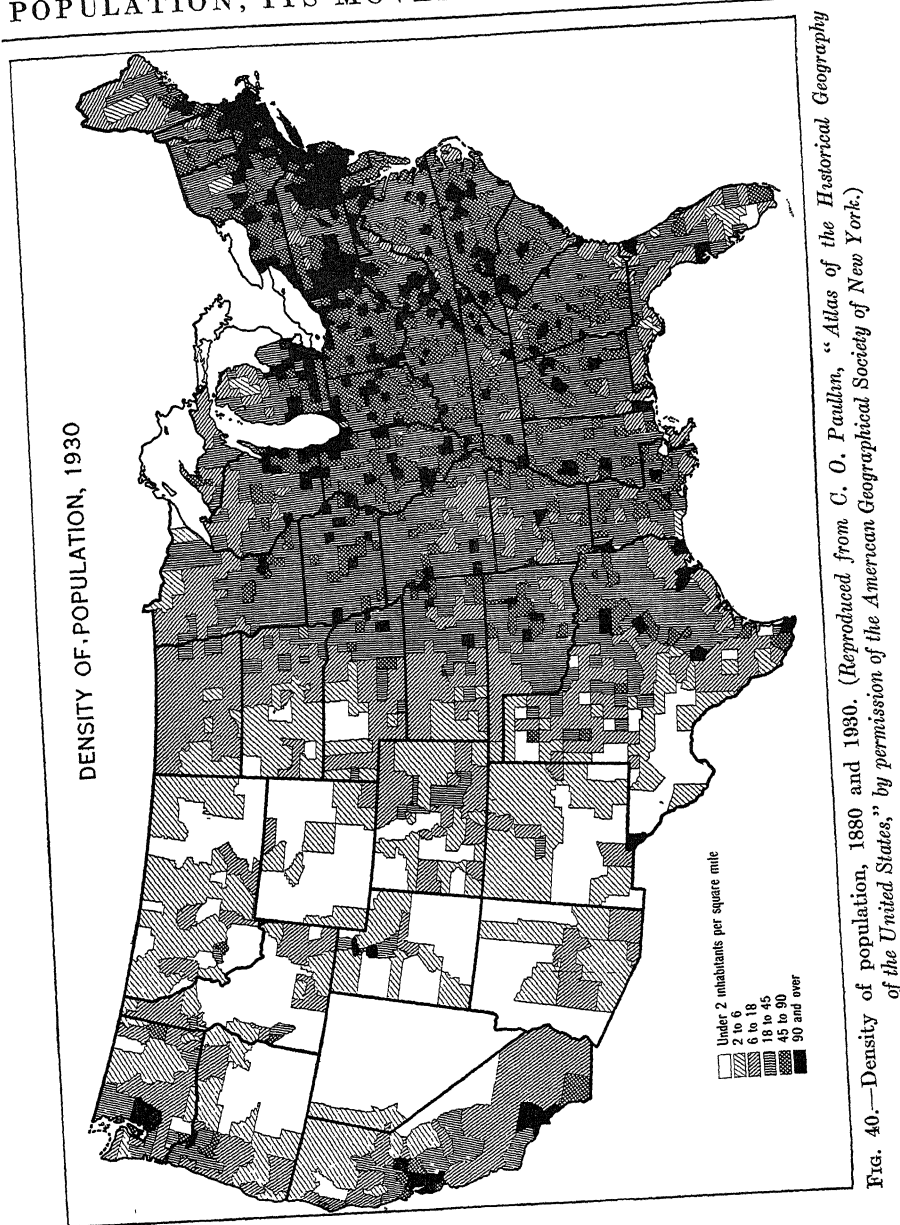 POPULATION, ITS
DENSITY OF POPULATION, 1930
Under 2 inhabitants per square mile
2 to 6
6 to 18
18 to 45
45 to 90
90 and over
FIG. 40.—Density of population, 1880 and 1930. (Reproduced from C. O. Paullin, “Atlas of the Historical Geography
of the United States,” by permission of the American Geographical Society of New York.)
of